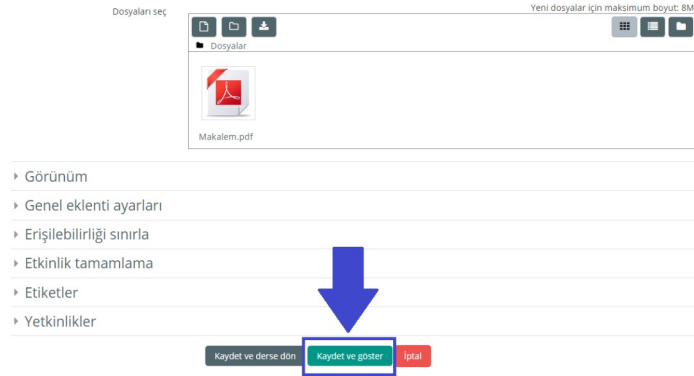 Dosyaları seç
Yeni dosyalar için maksimum boyut: 8M
Dosyalar
Makalem.pdf
Görünüm
Genel eklenti ayarları
Erişilebilirliği sınırla
Etkinlik tamamlama
Etiketler
Yetkinlikler
Kaydet ve derse dön Kaydet ve göster İptal